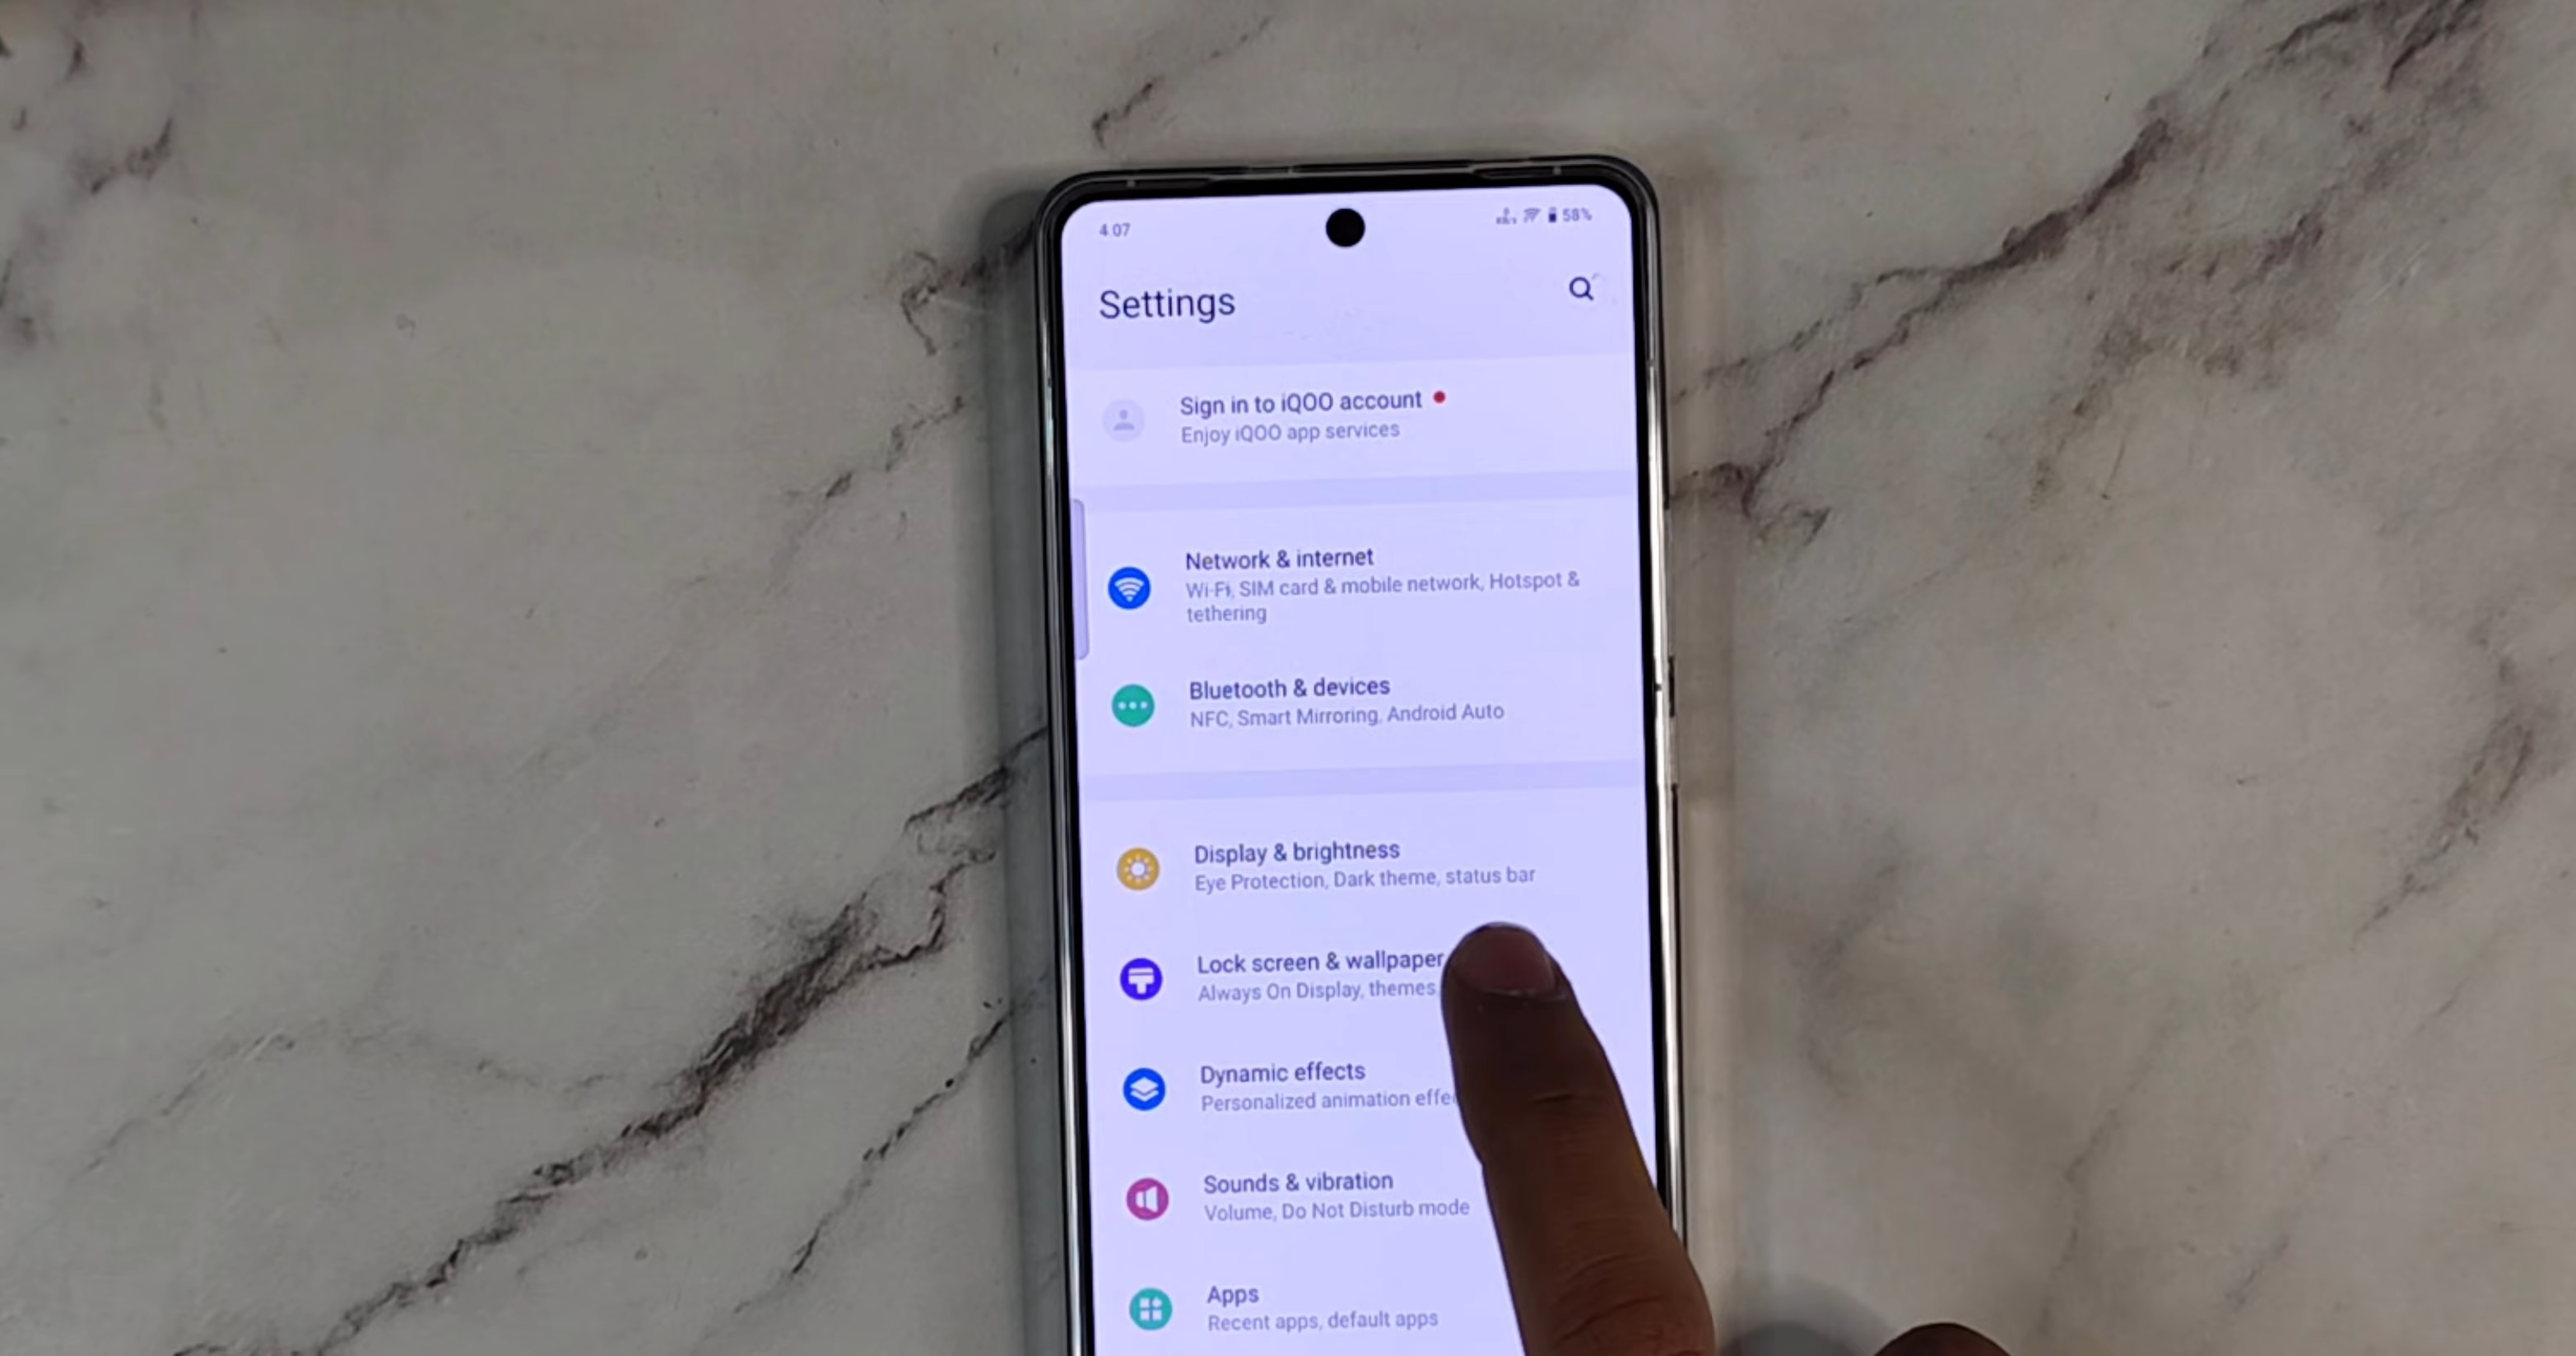 4 07
58%
Settings
Sign in to iQOO account
Enjoy iQOO app services
Network & internet
Wi-Fi, SIM card & mobile network, Hotspot &
tethering
Bluetooth & devices
NFC, Smart Mirroring, Android Auto
Display & brightness
Eye Protection, Dark theme, status bar
Lock screen & wallpaper
Always On Display, themes,
Dynamic effects
Personalized animation
Sounds & vibration
Volume, Do Not Disturb mode
Apps
Recent apps, default apps